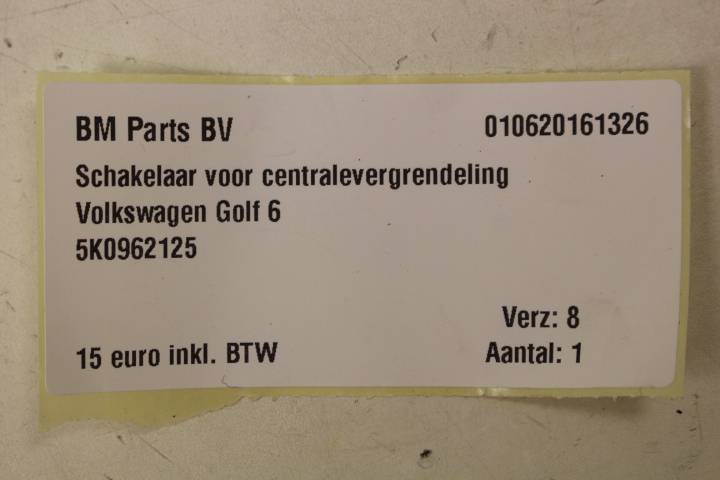 BM Parts BV 010620161326
Schakelaar voor centralevergrendeling
Volkswagen Golf 6
5K0962125
Verz: 8
15 euro inkl. BTW Aantal: 1